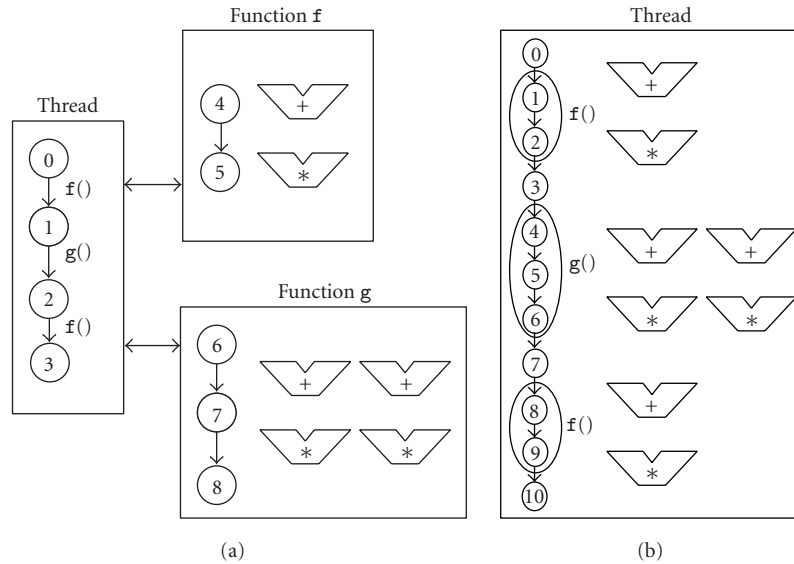 Function f
4
+
5
*
Thread
0
f()
1
g()
2
f()
3
Function g
6
+ +
7
* *
8
(a)
Thread
0
1
+
f()
2
*
3
4
+ +
g()
5
6
* *
7
8
+
f()
9
*
10
(b)